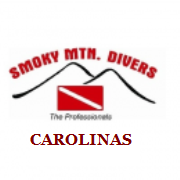 SMOKY MTN. DIVERS
The Professionals
CAROLINAS